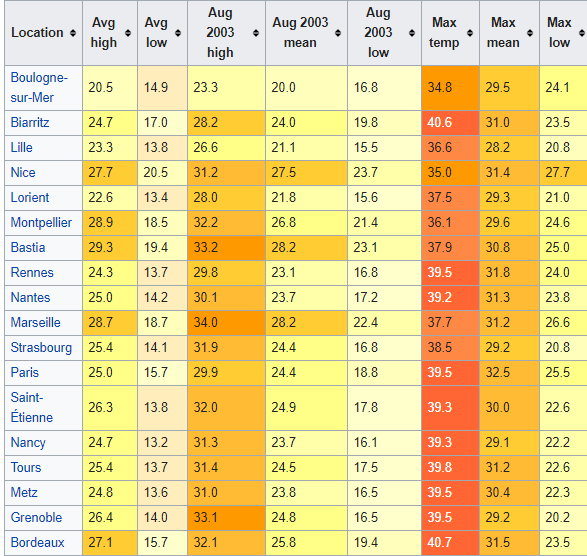 Location Avg high Avg low Aug 2003 high Aug 2003 mean Aug 2003 low Max temp Max mean Max low
Boulogne-sur-Mer 20.5 14.9 23.3 20.0 16.8 34.8 29.5 24.1
Biarritz 24.7 17.0 28.2 24.0 19.8 40.6 31.0 23.5
Lille 23.3 13.8 26.6 21.1 15.5 36.6 28.2 20.8
Nice 27.7 20.5 31.2 27.5 23.7 35.0 31.4 27.7
Lorient 22.6 13.4 28.0 21.8 15.6 37.5 29.3 21.0
Montpellier 28.9 18.5 32.2 26.8 21.4 36.1 29.6 24.6
Bastia 29.3 19.4 33.2 28.2 23.1 37.9 30.8 25.0
Rennes 24.3 13.7 29.8 23.1 16.8 39.5 31.8 24.0
Nantes 25.0 14.2 30.1 23.7 17.2 39.2 31.3 23.8
Marseille 28.7 18.7 34.0 28.2 22.4 37.7 31.2 26.6
Strasbourg 25.4 14.1 31.9 24.4 16.8 38.5 29.2 20.8
Paris 25.0 15.7 29.9 24.4 18.8 39.5 32.5 25.5
Saint-Étienne 26.3 13.8 32.0 24.9 17.8 39.3 30.0 22.6
Nancy 24.7 13.2 31.3 23.7 16.1 39.3 29.1 22.2
Tours 25.4 13.7 31.4 24.5 17.5 39.8 31.2 22.6
Metz 24.8 13.6 31.0 23.8 16.5 39.5 30.4 22.3
Grenoble 26.4 14.0 33.1 24.8 16.5 39.5 29.2 20.2
Bordeaux 27.1 15.7 32.1 25.8 19.4 40.7 31.5 23.5